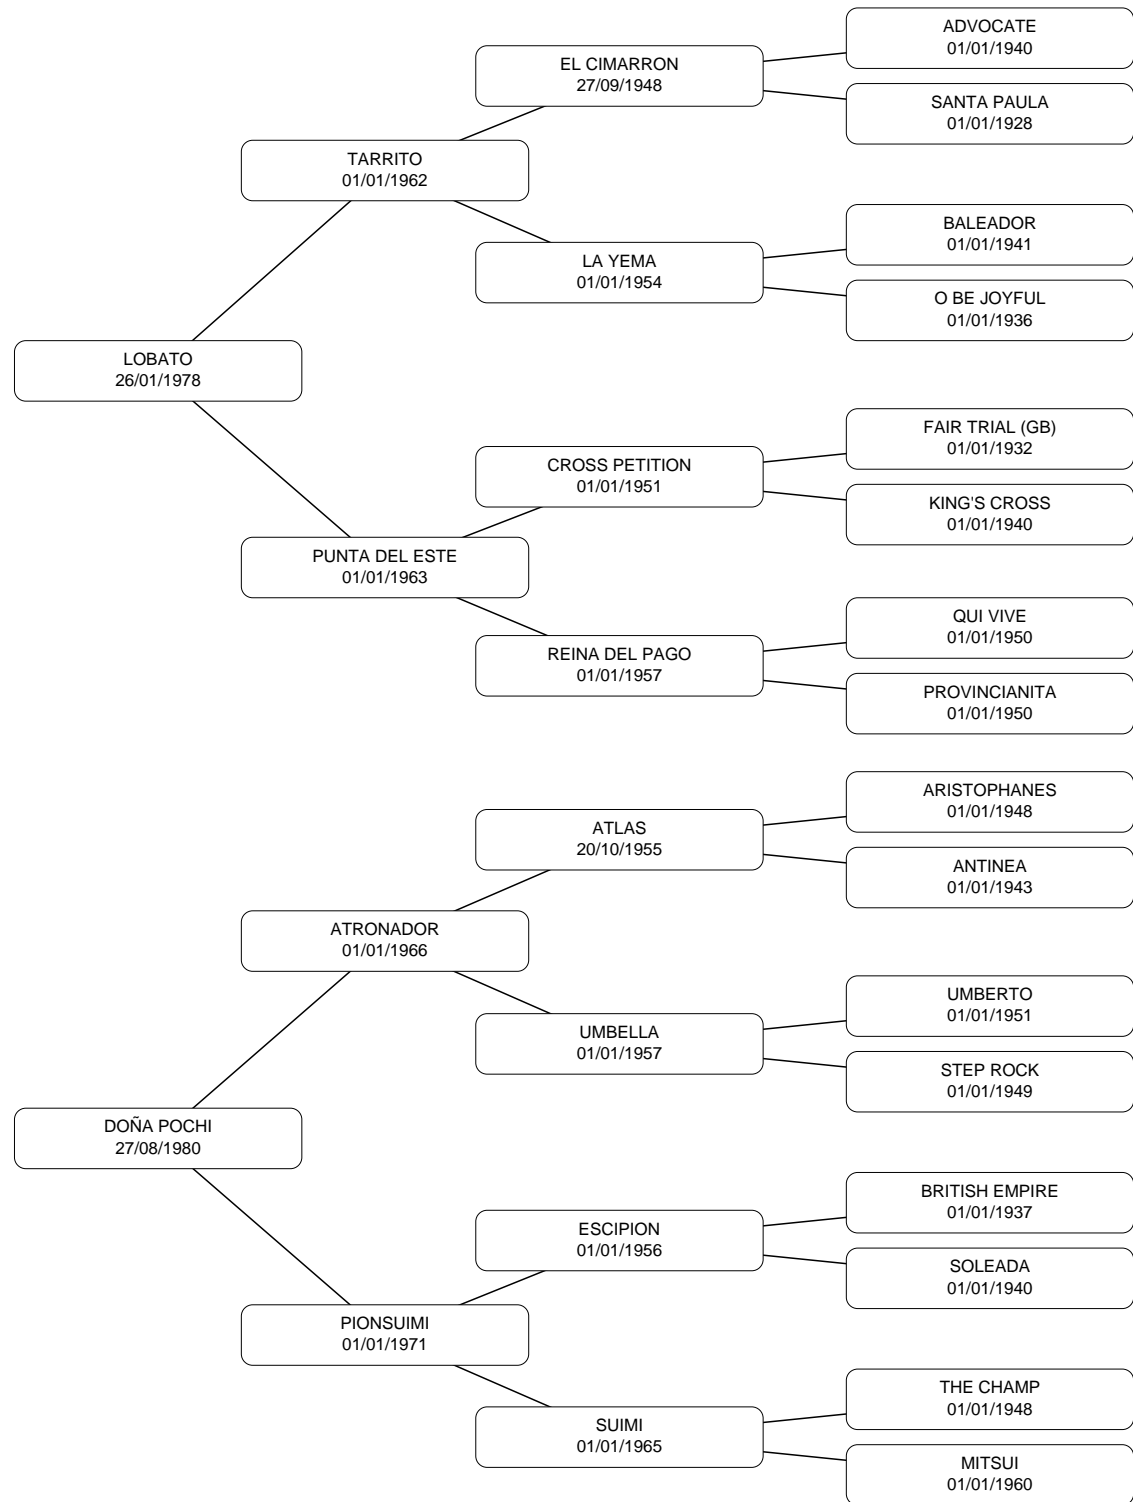 ADVOCATE
01/01/1940
EL CIMARRON
27/09/1948
SANTA PAULA
01/01/1928
TARRITO
01/01/1962
BALEADOR
01/01/1941
LA YEMA
01/01/1954
O BE JOYFUL
01/01/1936
LOBATO
26/01/1978
FAIR TRIAL (GB)
01/01/1932
CROSS PETITION
01/01/1951
KING'S CROSS
01/01/1940
PUNTA DEL ESTE
01/01/1963
QUI VIVE
01/01/1950
REINA DEL PAGO
01/01/1957
PROVINCIANITA
01/01/1950
ARISTOPHANES
01/01/1948
ATLAS
20/10/1955
ANTINEA
01/01/1943
ATRONADOR
01/01/1966
UMBERTO
01/01/1951
UMBELLA
01/01/1957
STEP ROCK
01/01/1949
DOÑA POCHI
27/08/1980
BRITISH EMPIRE
01/01/1937
ESCIPION
01/01/1956
SOLEADA
01/01/1940
PIONSUIMI
01/01/1971
THE CHAMP
01/01/1948
SUIMI
01/01/1965
MITSUI
01/01/1960